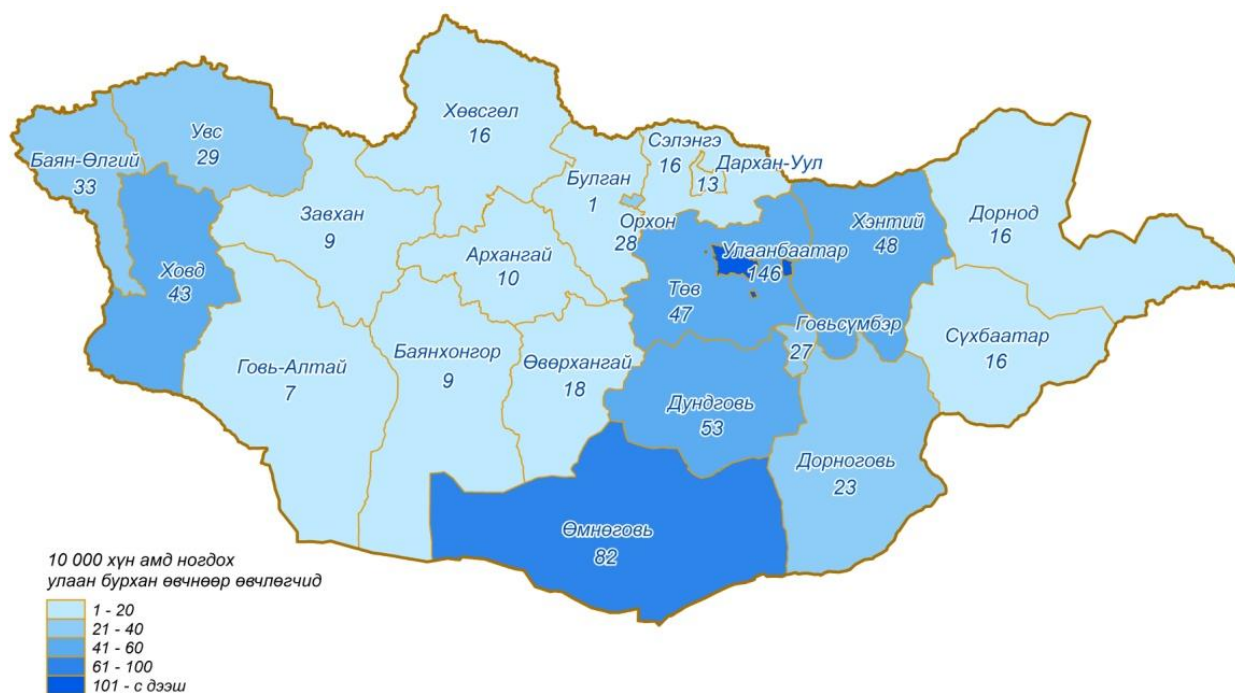 Хөвсгөл
16
Увс
29
Баян-Өлгий
33
Сэлэнгэ
16
Дархан-Уул
13
Булган
1
Орхон
28
Завхан
9
Архангай
10
Ховд
43
Улаанбаатар
146
Хэнтий
48
Дорнод
16
Төв
47
Говьсүмбэр
27
Сүхбаатар
16
Говь-Алтай
7
Баянхонгор
9
Өвөрхангай
18
Дундговь
53
Дорноговь
23
Өмнөговь
82
10 000 хүн амд ногдох
улаан бурхан өвчнөөр өвчлөгчид
1 - 20
21 - 40
41 - 60
61 - 100
101 - с дээш